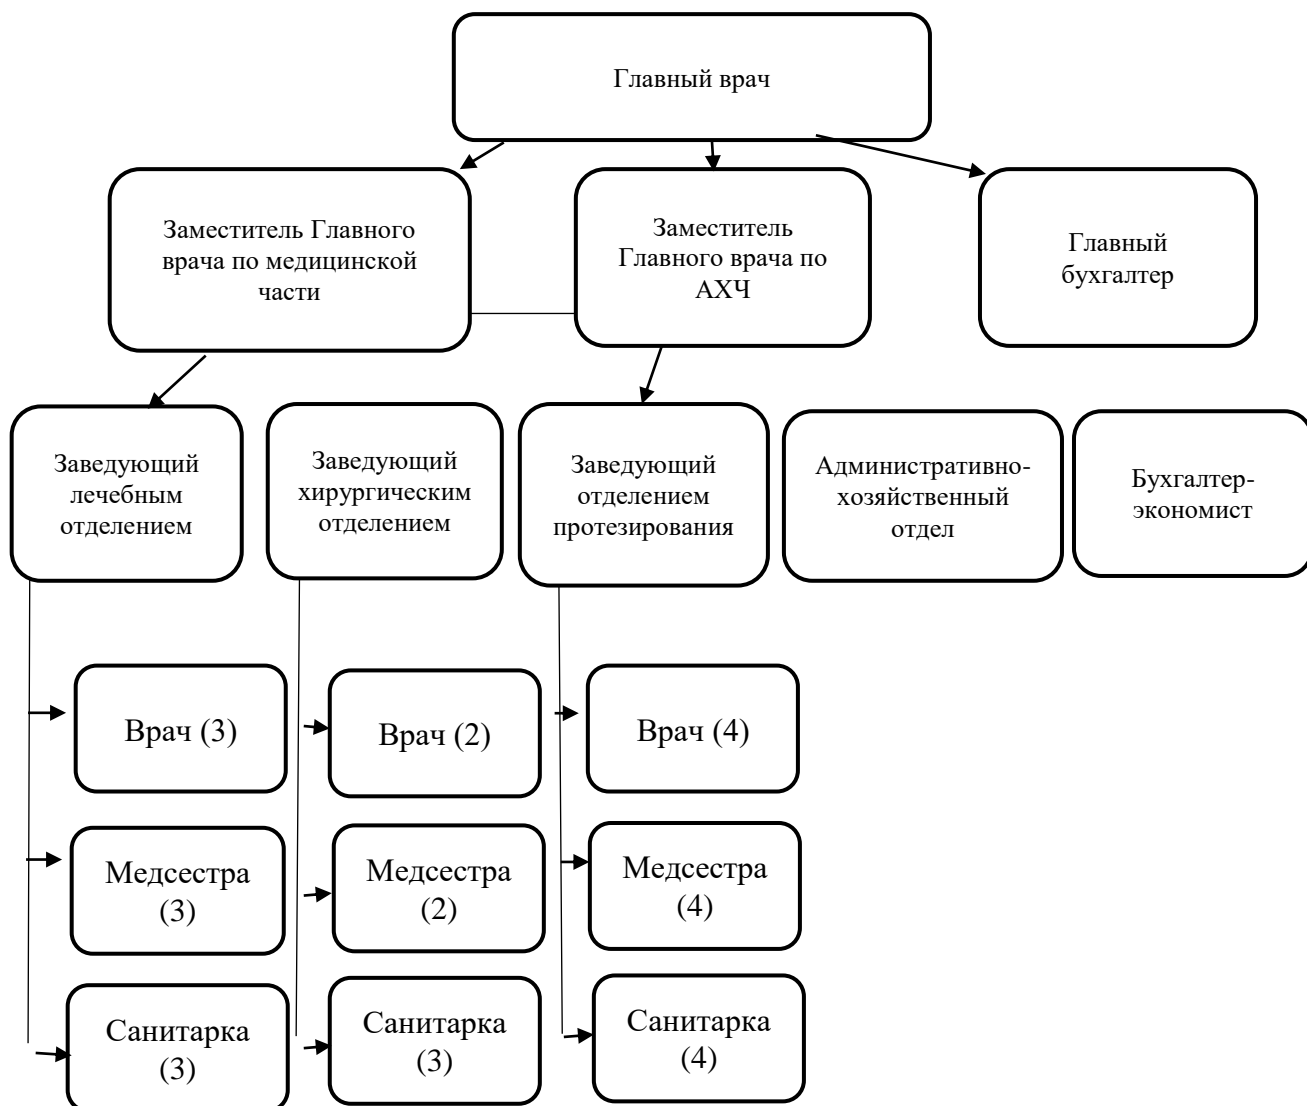 Главный врач
Заместитель Главного
врача по медицинской
части
Заместитель
Главного врача по
АХЧ
Главный
бухгалтер
Заведующий
лечебным
отделением
Заведующий
хирургическим
отделением
Заведующий
отделением
протезирования
Административно-
хозяйственный
отдел
Бухгалтер-
экономист
Врач (3)
Врач (2)
Врач (4)
Медсестра
(3)
Медсестра
(2)
Медсестра
(4)
Санитарка
(3)
Санитарка
(3)
Санитарка
(4)